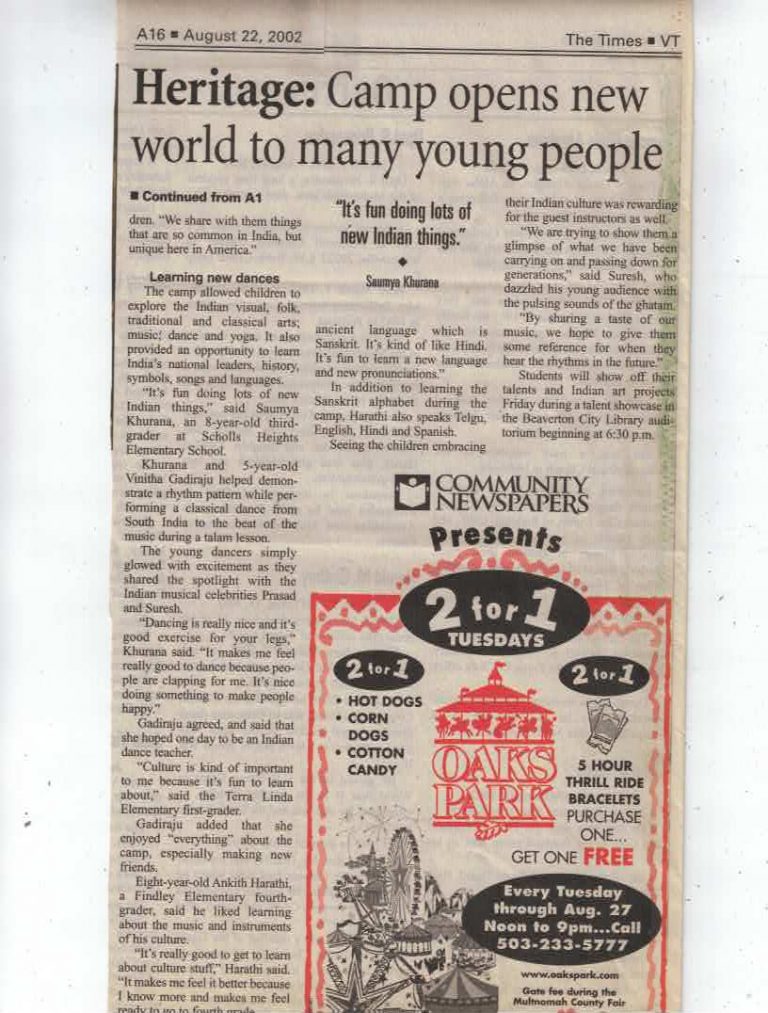 A16 ■ August 22, 2002
The Times ■ VT
Heritage: Camp opens new
world to many young people
■ Continued from A1
dren. “We share with them things
that are so common in India, but
unique here in America.”
Learning new dances
The camp allowed children to
explore the Indian visual, folk,
traditional and classical arts;
music; dance and yoga. It also
provided an opportunity to learn
India’s national leaders, history,
symbols, songs and languages.
“It’s fun doing lots of new
Indian things,” said Saumya
Khurana, an 8-year-old third-
grader at Scholls Heights
Elementary School.
Khurana and 5-year-old
Vinitha Gadiraju helped demon-
strate a rhythm pattern while per-
forming a classical dance from
South India to the beat of the
music during a talam lesson.
The young dancers simply
glowed with excitement as they
shared the spotlight with the
Indian musical celebrities Prasad
and Suresh.
“Dancing is really nice and it’s
good exercise for your legs,”
Khurana said. “It makes me feel
really good to dance because peo-
ple are clapping for me. It’s nice
doing something to make people
happy.”
Gadiraju agreed, and said that
she hoped one day to be an Indian
dance teacher.
“Culture is kind of important
to me because it’s fun to learn
about,” said the Terra Linda
Elementary first-grader.
Gadiraju added that she
enjoyed “everything” about the
camp, especially making new
friends.
Eight-year-old Ankith Harathi,
a Findley Elementary fourth-
grader, said he liked learning
about the music and instruments
of his culture.
“It’s really good to get to learn
about culture stuff,” Harathi said.
“It makes me feel it better because
I know more and makes me feel
ready to go to fourth grade
“It’s fun doing lots of
new Indian things.”
◆
Saumya Khurana
ancient language which is
Sanskrit. It’s kind of like Hindi.
It’s fun to learn a new language
and new pronunciations.”
In addition to learning the
Sanskrit alphabet during the
camp, Harathi also speaks Telgu,
English, Hindi and Spanish.
Seeing the children embracing
their Indian culture was rewarding
for the guest instructors as well.
“We are trying to show them a
glimpse of what we have been
carrying on and passing down for
generations,” said Suresh, who
dazzled his young audience with
the pulsing sounds of the ghatam.
“By sharing a taste of our
music, we hope to give them
some reference for when they
hear the rhythms in the future.”
Students will show off their
talents and Indian art projects
Friday during a talent showcase in
the Beaverton City Library audi-
torium beginning at 6:30 p.m.
COMMUNITY
NEWSPAPERS
Presents
2 for 1
TUESDAYS
2 for 1
• HOT DOGS
• CORN
DOGS
• COTTON
CANDY
OAKS
PARK
2 for 1
5 HOUR
THRILL RIDE
BRACELETS
PURCHASE
ONE...
GET ONE FREE
Every Tuesday
through Aug. 27
Noon to 9pm...Call
503-233-5777
www.oakspark.com
Gate fee during the
Multnomah County Fair